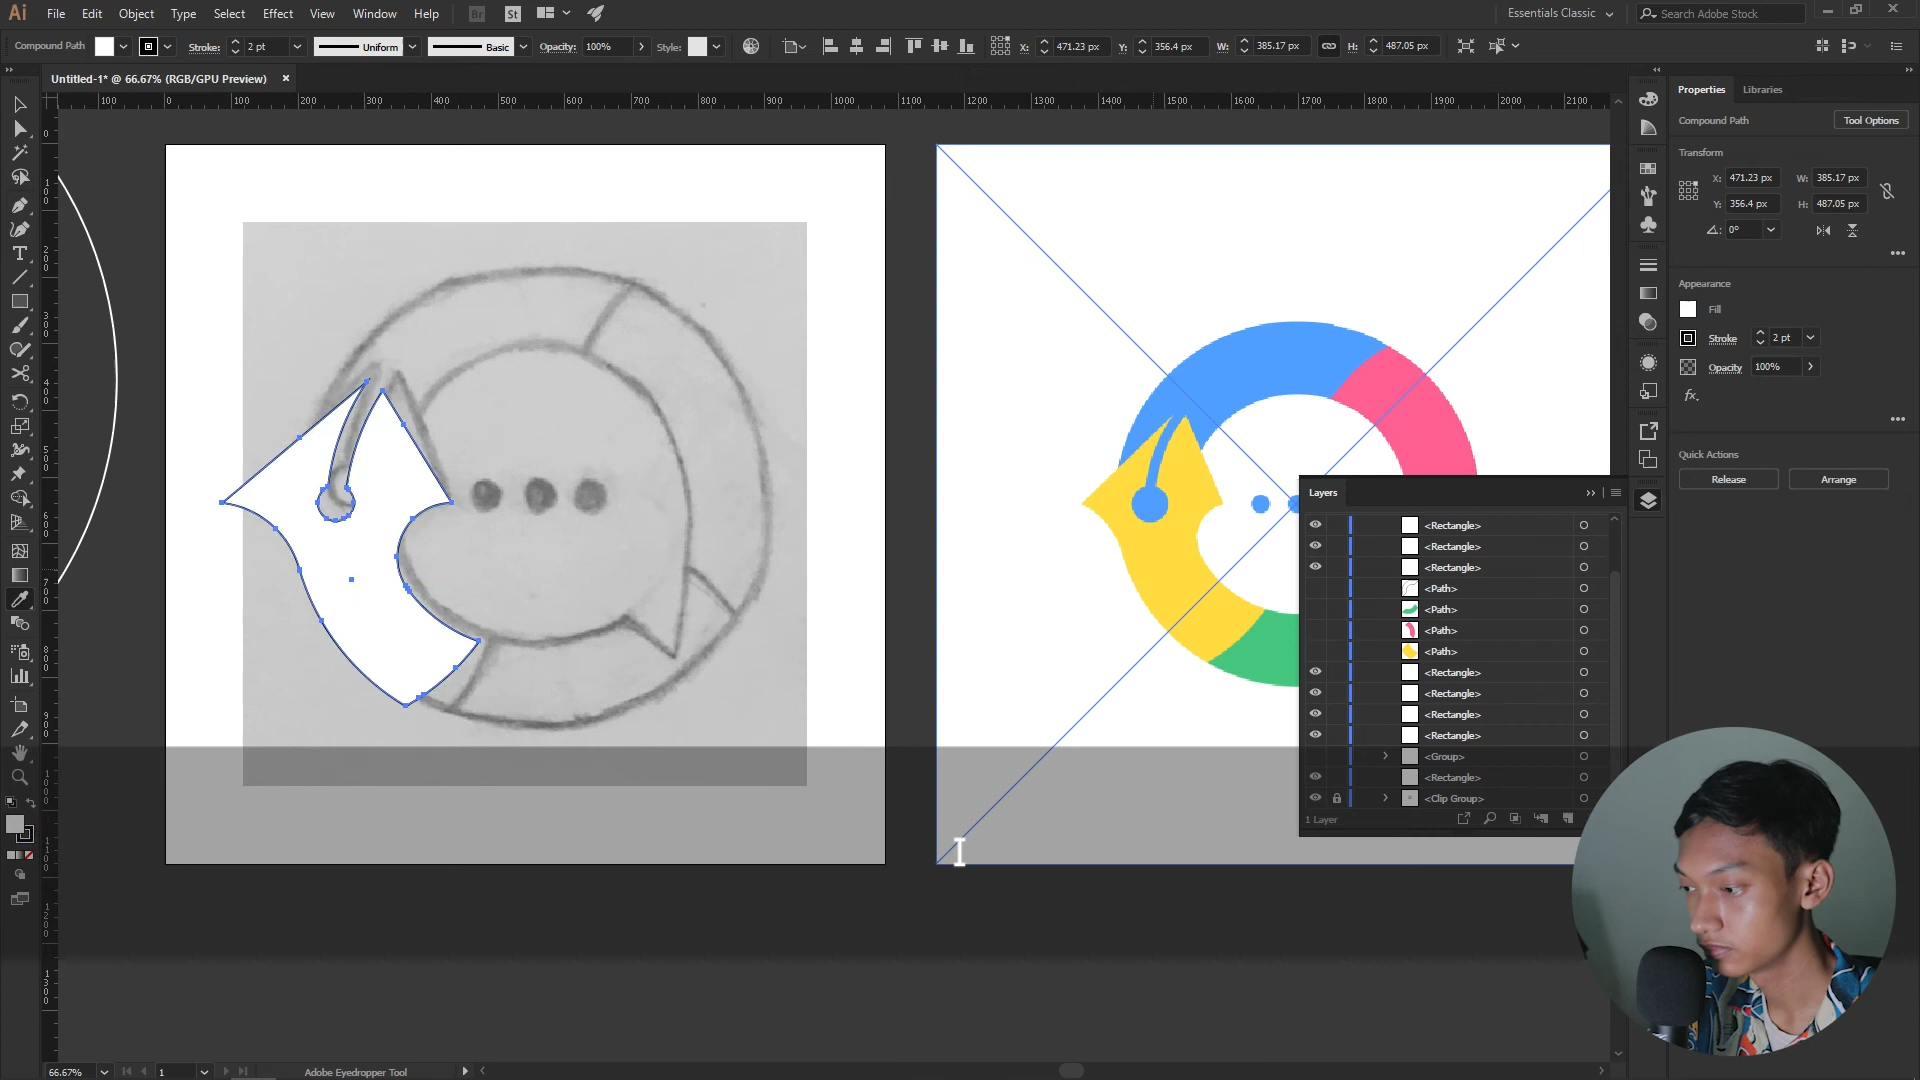 Ai File Edit Object Type Select Effect View Window Help Br St Essentials Classic Search Adobe Stock
Compound Path Stroke: 2 pt Uniform Basic Opacity: 100% Style: X: 471.23 px Y: 356.4 px W: 385.17 px H: 487.05 px
Untitled-1* @ 66.67% (RGB/GPU Preview)
100 0 100 200 300 400 500 600 700 800 900 1000 1100 1200 1300 1400 1500 1600 1700 1800 1900 2000 2100
Properties Libraries
Compound Path Tool Options
Transform
X: 471.23 px W: 385.17 px
Y: 356.4 px H: 487.05 px
0°
Appearance
Fill
Stroke 2 pt
Opacity 100%
fx.
Quick Actions
Release Arrange
Layers
<Rectangle>
<Rectangle>
<Rectangle>
<Path>
<Path>
<Path>
<Path>
<Rectangle>
<Rectangle>
<Rectangle>
<Rectangle>
<Group>
<Rectangle>
<Clip Group>
1 Layer
66.67% 1 Adobe Eyedropper Tool